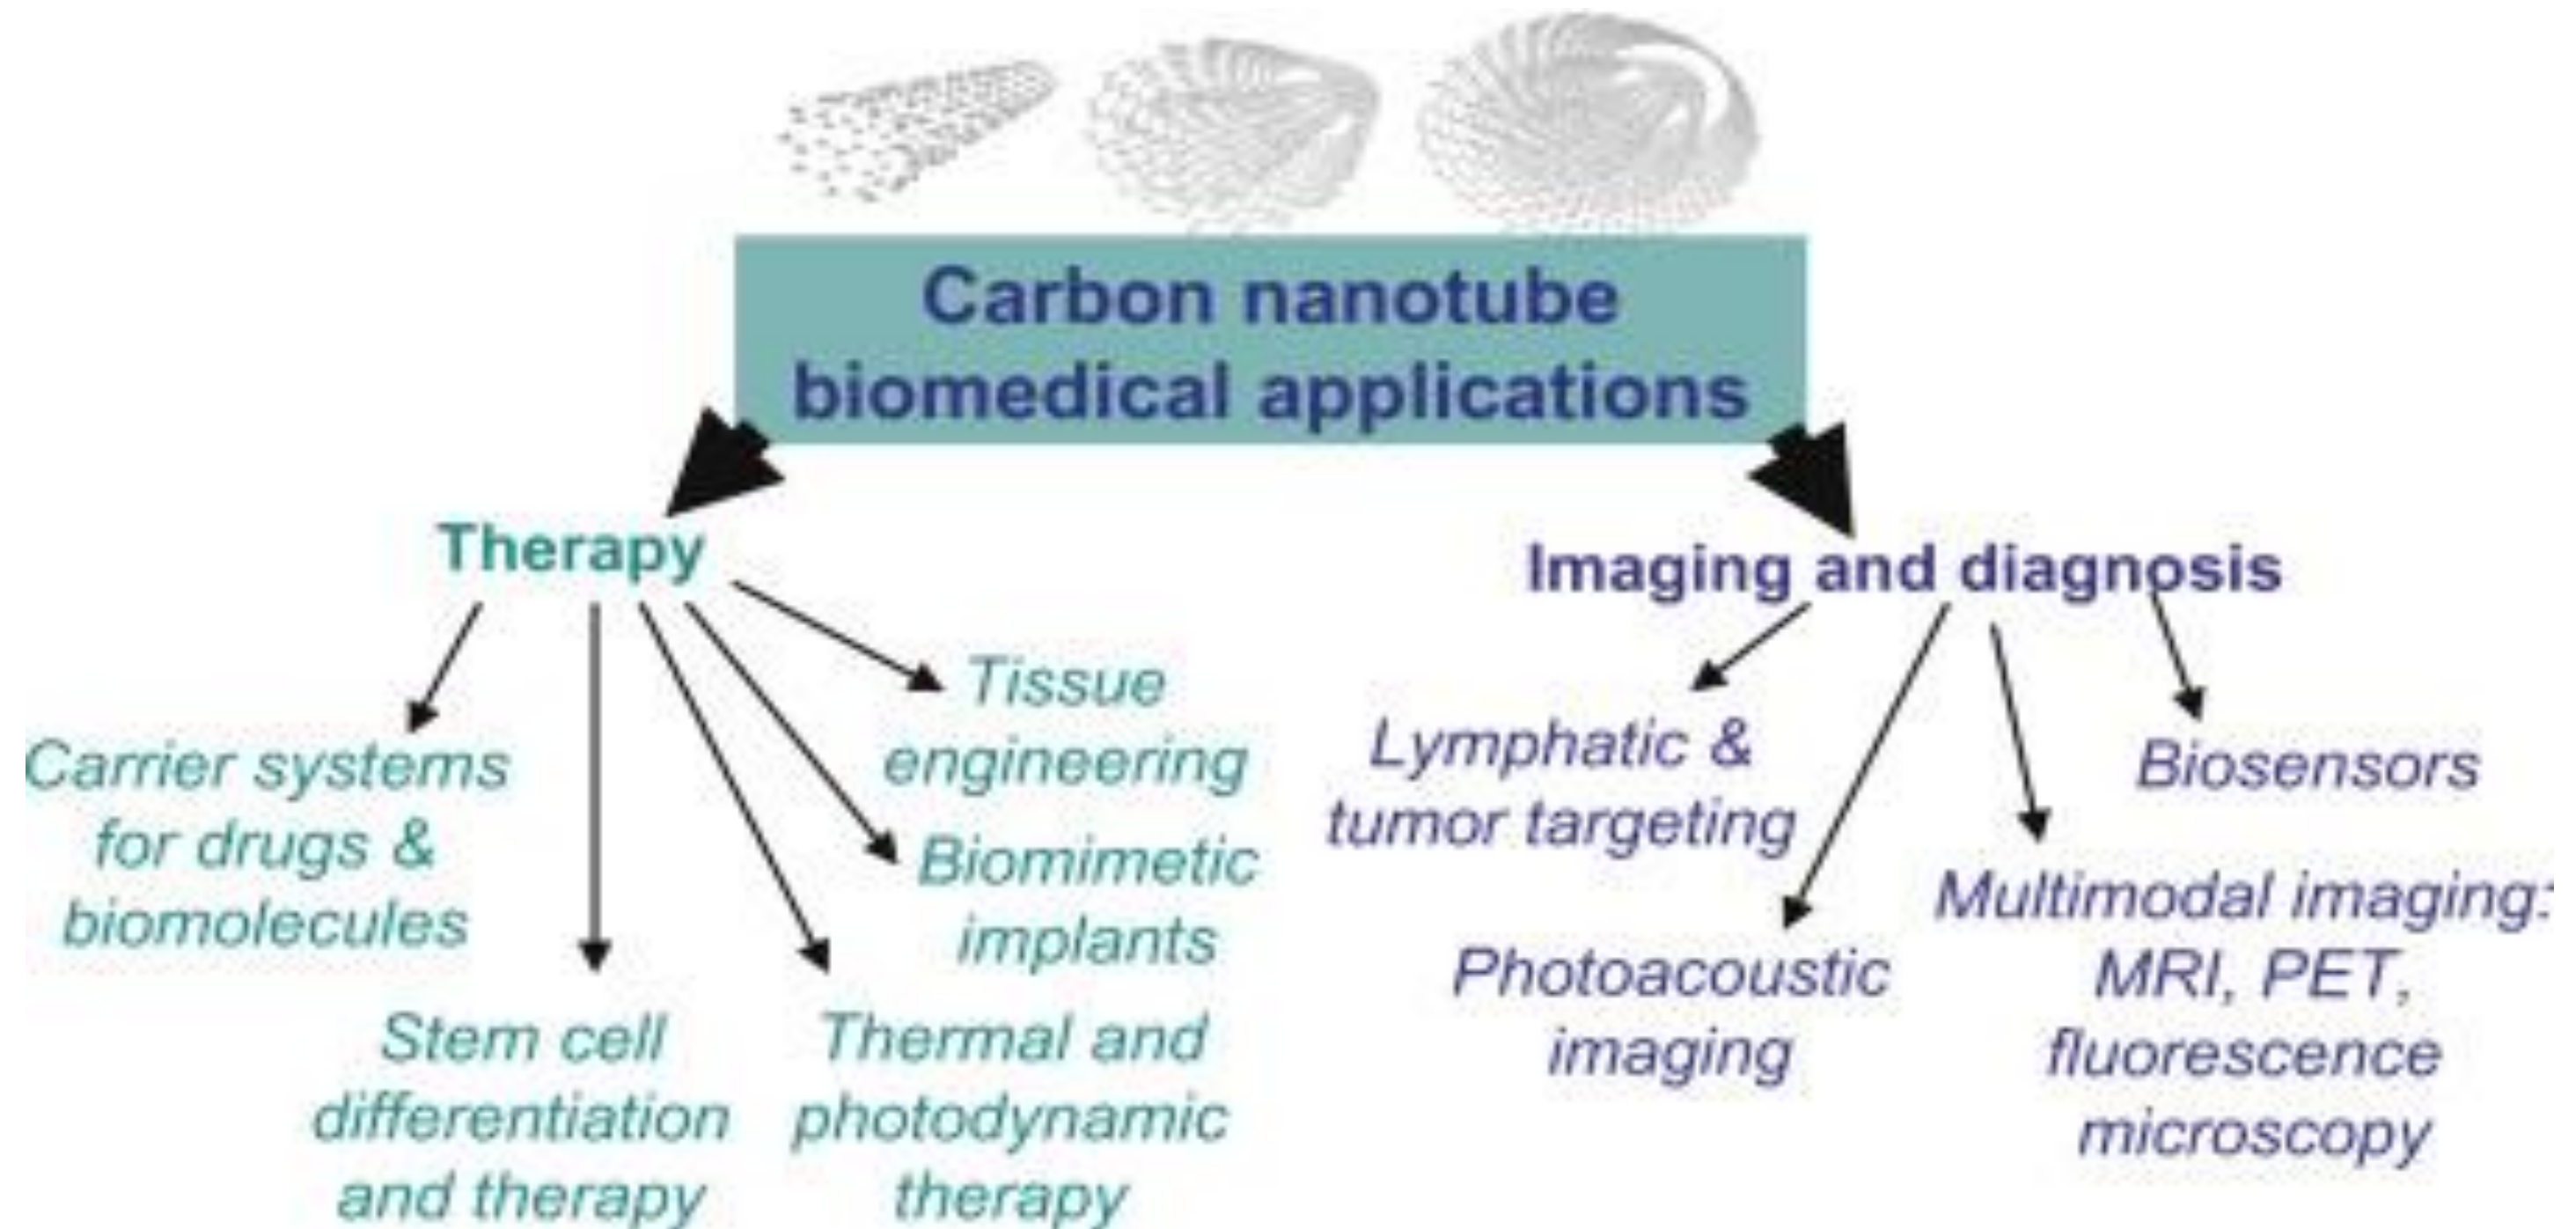 Carbon nanotube
biomedical applications
Therapy
Carrier systems
for drugs &
biomolecules
Stem cell
differentiation
and therapy
Thermal and
photodynamic
therapy
Biomimetic
implants
Tissue
engineering
Imaging and diagnosis
Lymphatic &
tumor targeting
Photoacoustic
imaging
Multimodal imaging:
MRI, PET,
fluorescence
microscopy
Biosensors